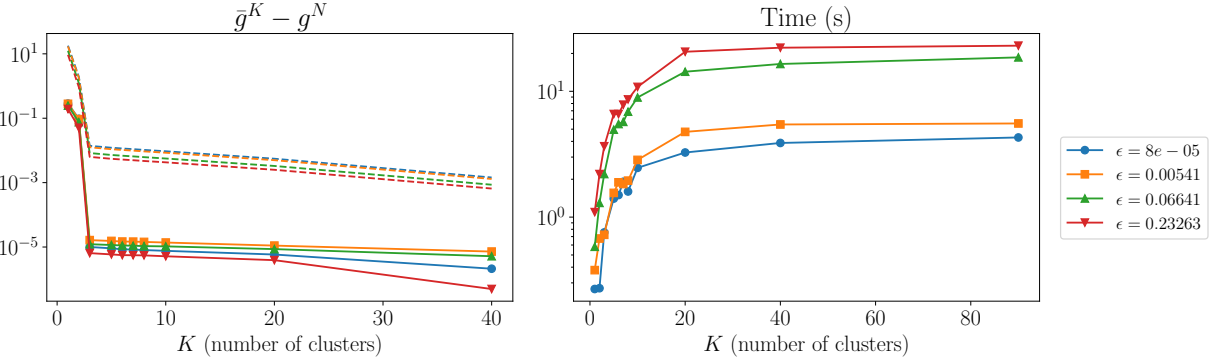 $\bar{g}^K - g^N$
10^1
10^{-1}
10^{-3}
10^{-5}
0 10 20 30 40
K (number of clusters)
Time (s)
10^1
10^0
0 20 40 60 80
K (number of clusters)
ϵ = 8e − 05
ϵ = 0.00541
ϵ = 0.06641
ϵ = 0.23263